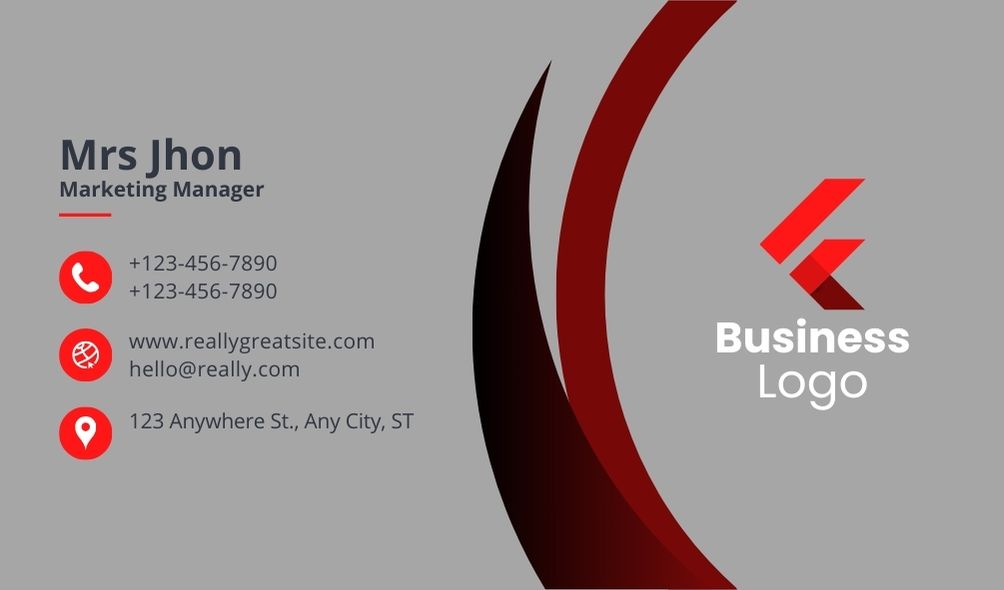 Mrs Jhon
Marketing Manager
+123-456-7890
+123-456-7890
www.reallygreatsite.com
hello@really.com
123 Anywhere St., Any City, ST
Business
Logo